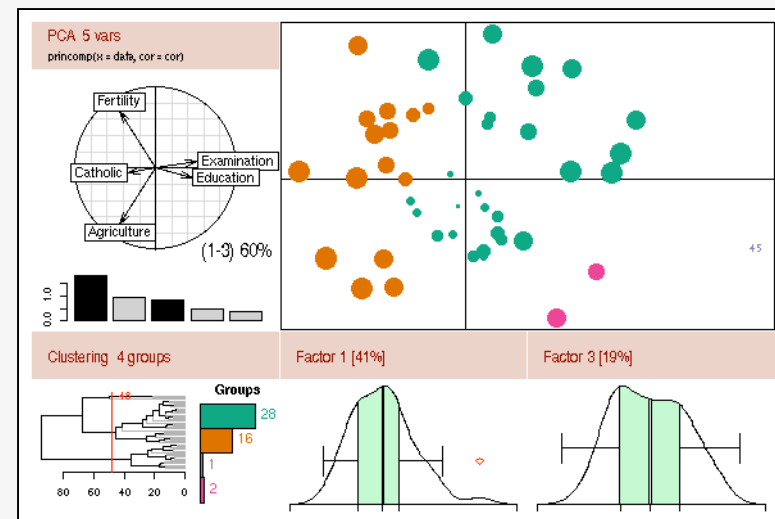 PCA 5 vars
princomp(x = data, cor = cor)
Fertility
Examination
Catholic
Education
Agriculture
(1-3) 60%
45
1.0
0.0
Clustering 4 groups
Factor 1 [41%]
Factor 3 [19%]
Groups
28
16
1
2
80 60 40 20 0